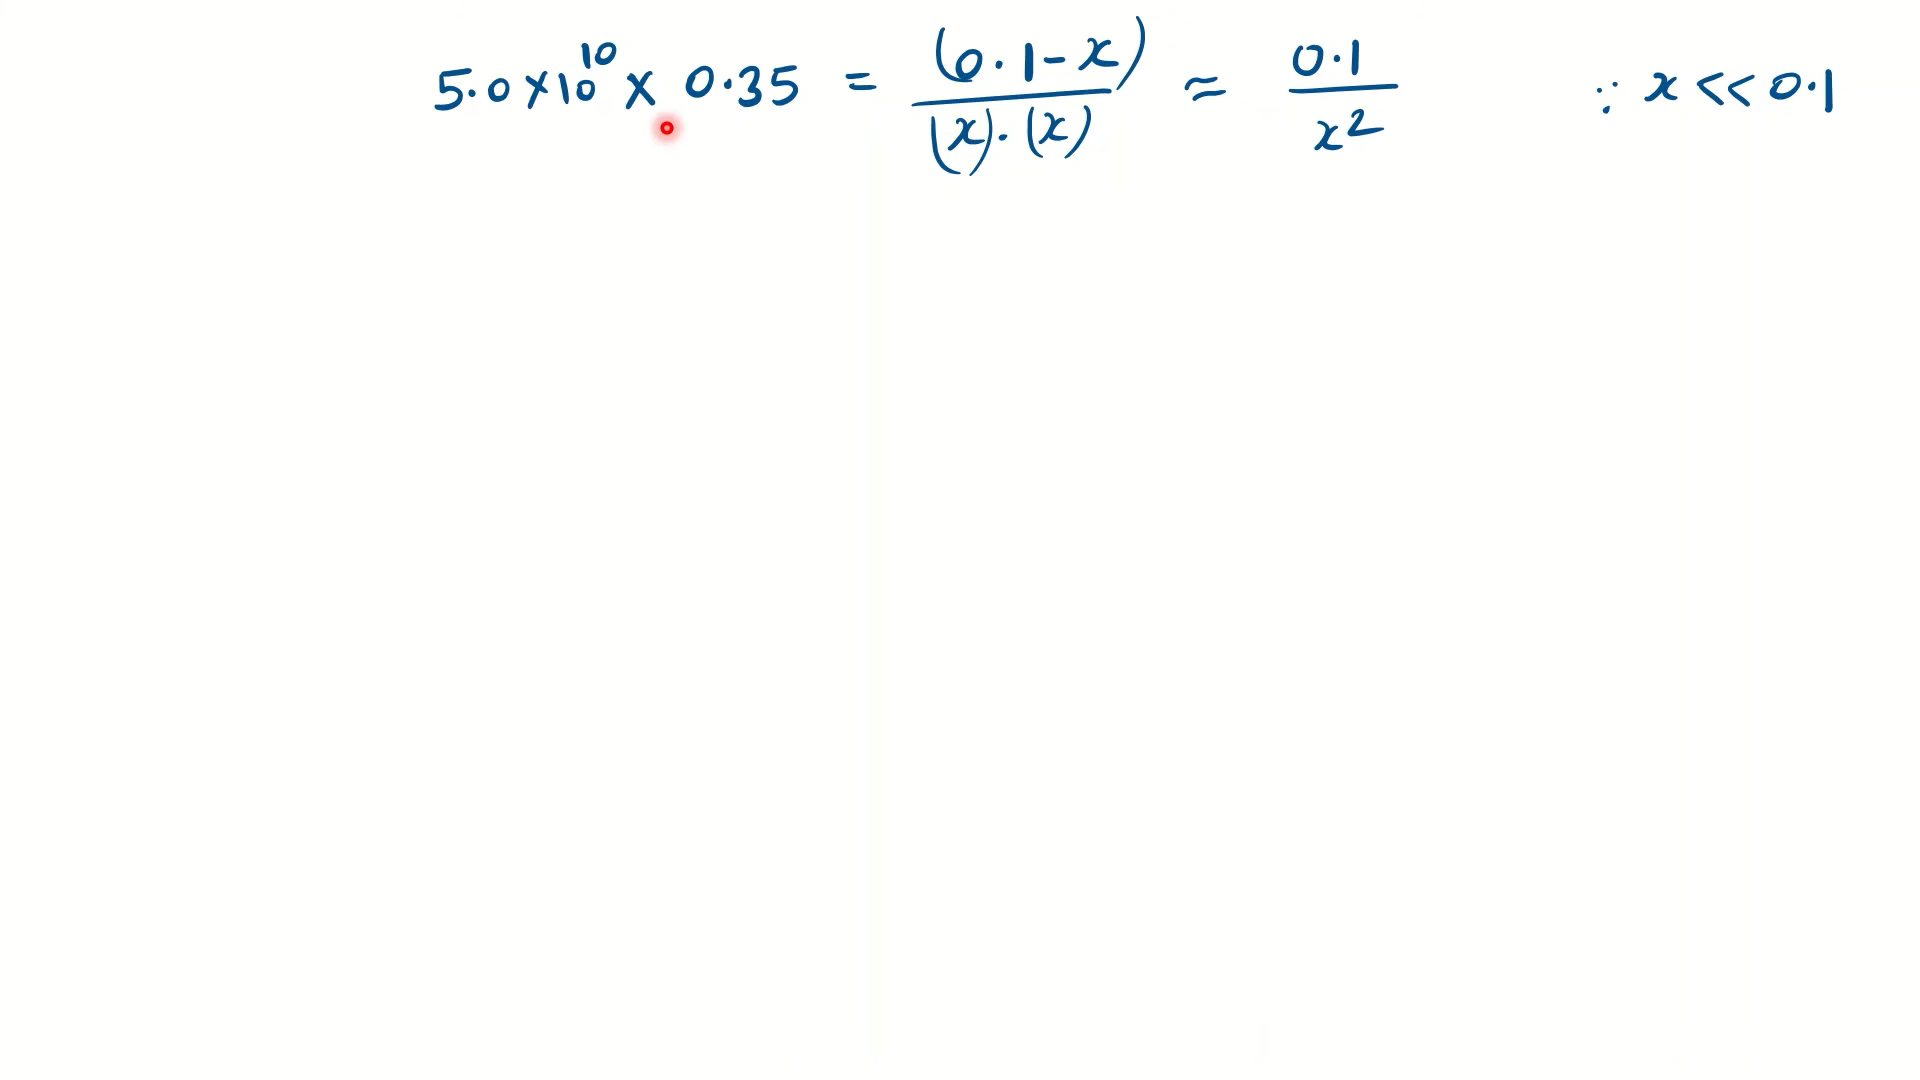 5.0 × 10¹⁰ × 0.35 = (0.1 - x) / (x)·(x) ≈ 0.1 / x² ∵ x << 0.1